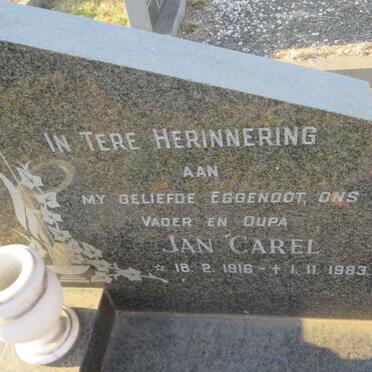 IN TERE HERINNERING
AAN
MY GELIEFDE EGGENOOT, ONS
VADER EN OUPA
JAN CAREL
☆ 18. 2. 1916 - † 1. 11. 1983.